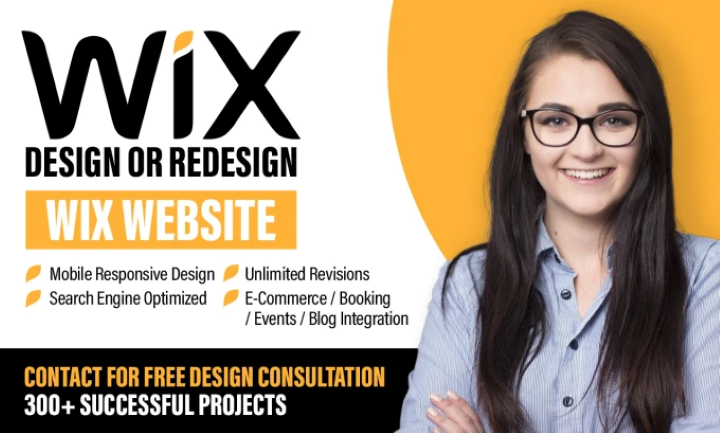 WiX
DESIGN OR REDESIGN
WIX WEBSITE
Mobile Responsive Design
Search Engine Optimized
Unlimited Revisions
E-Commerce / Booking
/ Events / Blog Integration
CONTACT FOR FREE DESIGN CONSULTATION
300+ SUCCESSFUL PROJECTS